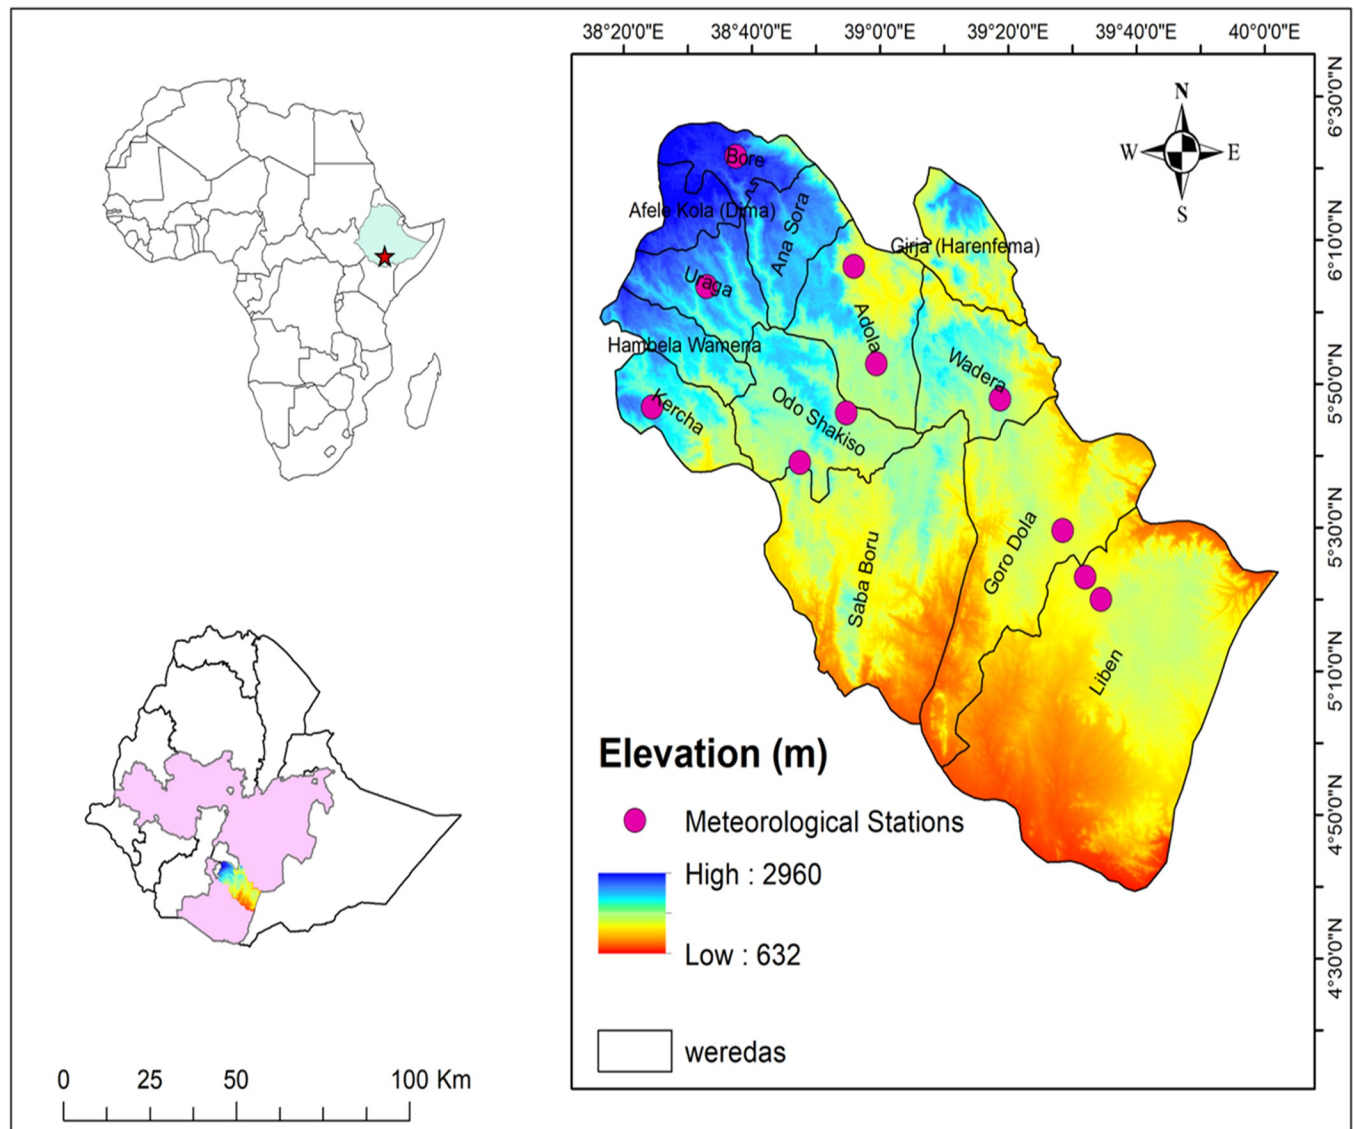 38°20'0"E 38°40'0"E 39°0'0"E 39°20'0"E 39°40'0"E 40°0'0"E
6°30'0"N
6°10'0"N
5°50'0"N
5°30'0"N
5°10'0"N
4°50'0"N
4°30'0"N
N
W E
S
Bore
Afele Kola (Dima)
Ana Sora
Girja (Harenfema)
Uraga
Adola
Hambela Wamena
Wadera
Kercha
Odo Shakiso
Saba Boru
Goro Dola
Liben
Elevation (m)
Meteorological Stations
High : 2960
Low : 632
weredas
0 25 50 100 Km